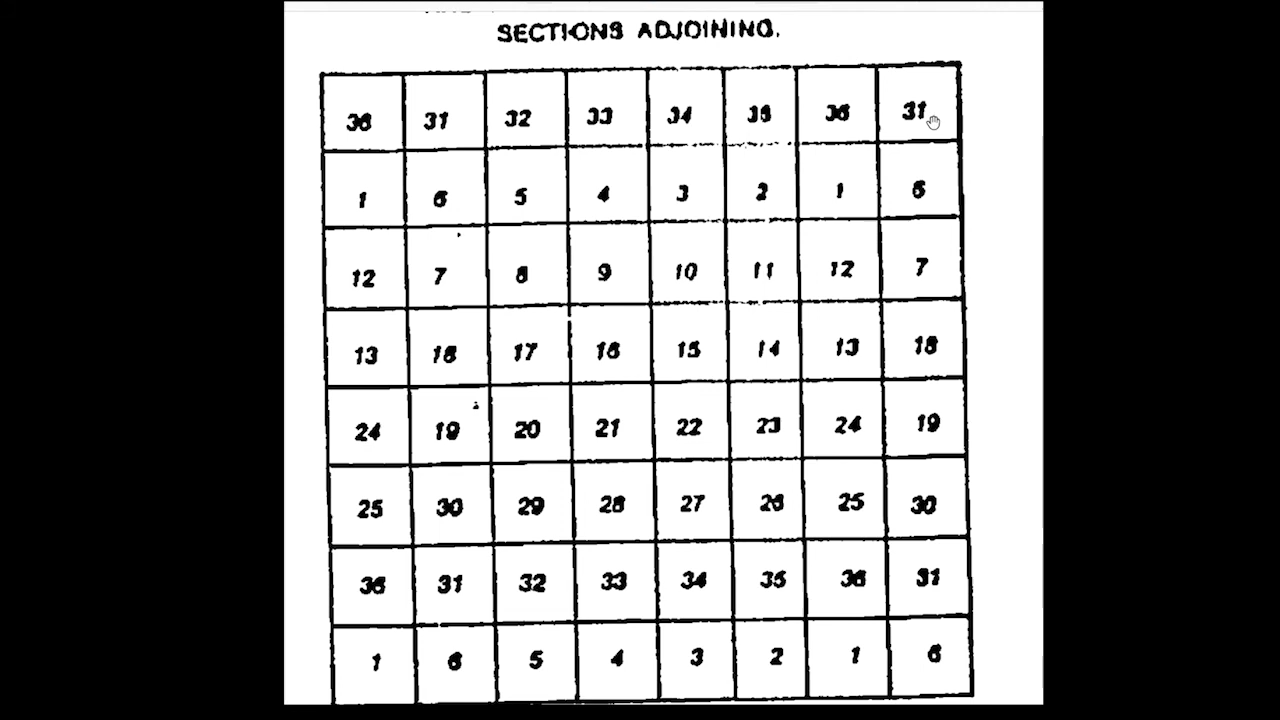 SECTIONS ADJOINING.
36 31 32 33 34 35 36 31
1 6 5 4 3 2 1 6
12 7 8 9 10 11 12 7
13 18 17 16 15 14 13 18
24 19 20 21 22 23 24 19
25 30 29 28 27 26 25 30
36 31 32 33 34 35 36 31
1 6 5 4 3 2 1 6